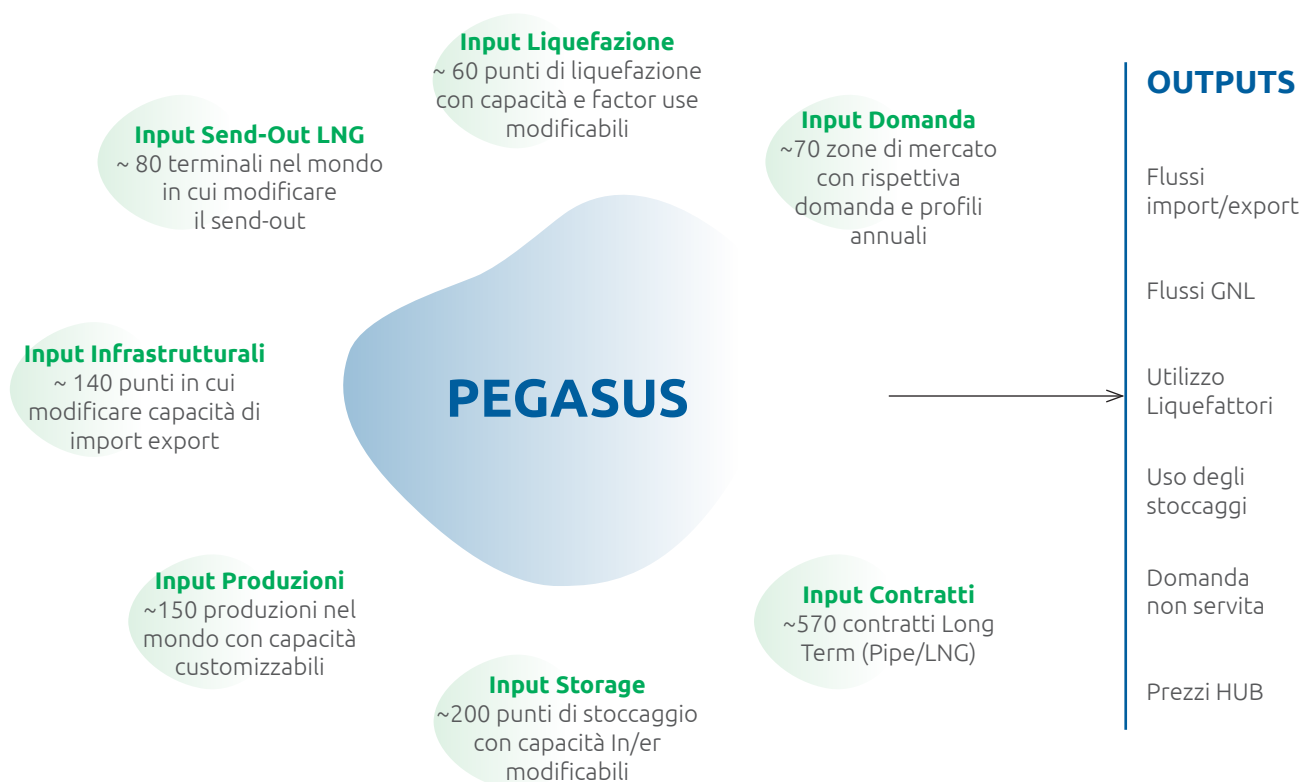 Input Liquefazione
~ 60 punti di liquefazione
con capacità e factor use
modificabili
Input Send-Out LNG
~ 80 terminali nel mondo
in cui modificare
il send-out
Input Domanda
~70 zone di mercato
con rispettiva
domanda e profili
annuali
Input Infrastrutturali
~ 140 punti in cui
modificare capacità di
import export
PEGASUS
Input Produzioni
~150 produzioni nel
mondo con capacità
customizzabili
Input Storage
~200 punti di stoccaggio
con capacità In/er
modificabili
Input Contratti
~570 contratti Long
Term (Pipe/LNG)
OUTPUTS
Flussi
import/export
Flussi GNL
Utilizzo
Liquefattori
Uso degli
stoccaggi
Domanda
non servita
Prezzi HUB